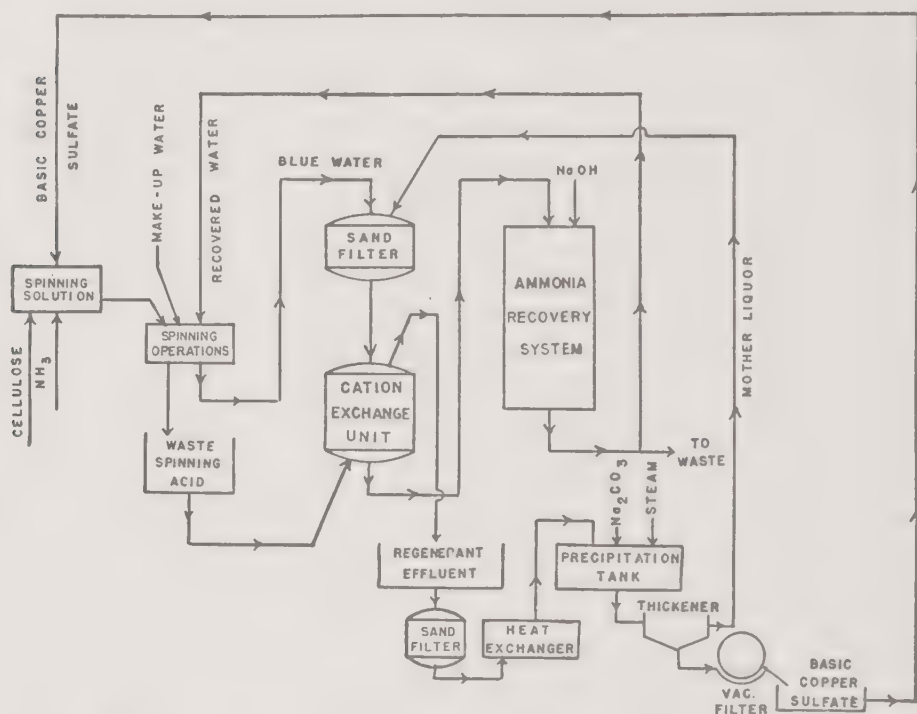 BASIC COPPER
SULFATE
MAKE-UP WATER
RECOVERED WATER
BLUE WATER
NaOH
SAND
FILTER
AMMONIA
RECOVERY
SYSTEM
MOTHER LIQUOR
SPINNING
SOLUTION
SPINNING
OPERATIONS
CELLULOSE
NH3
CATION
EXCHANGE
UNIT
WASTE
SPINNING
ACID
TO
WASTE
Na2CO3
STEAM
REGENERANT
EFFLUENT
PRECIPITATION
TANK
THICKENER
SAND
FILTER
HEAT
EXCHANGER
VAC.
FILTER
BASIC
COPPER
SULFATE